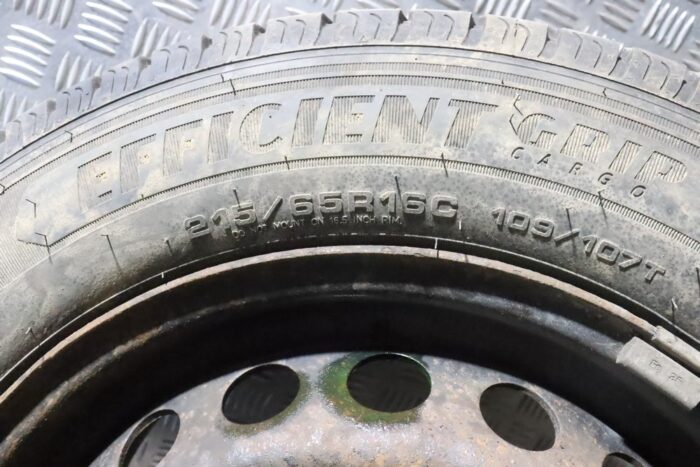 EFFICIENT GRIP
CARGO
215/65R16C 109/107T
DO NOT MOUNT ON 16.5 INCH RIM.